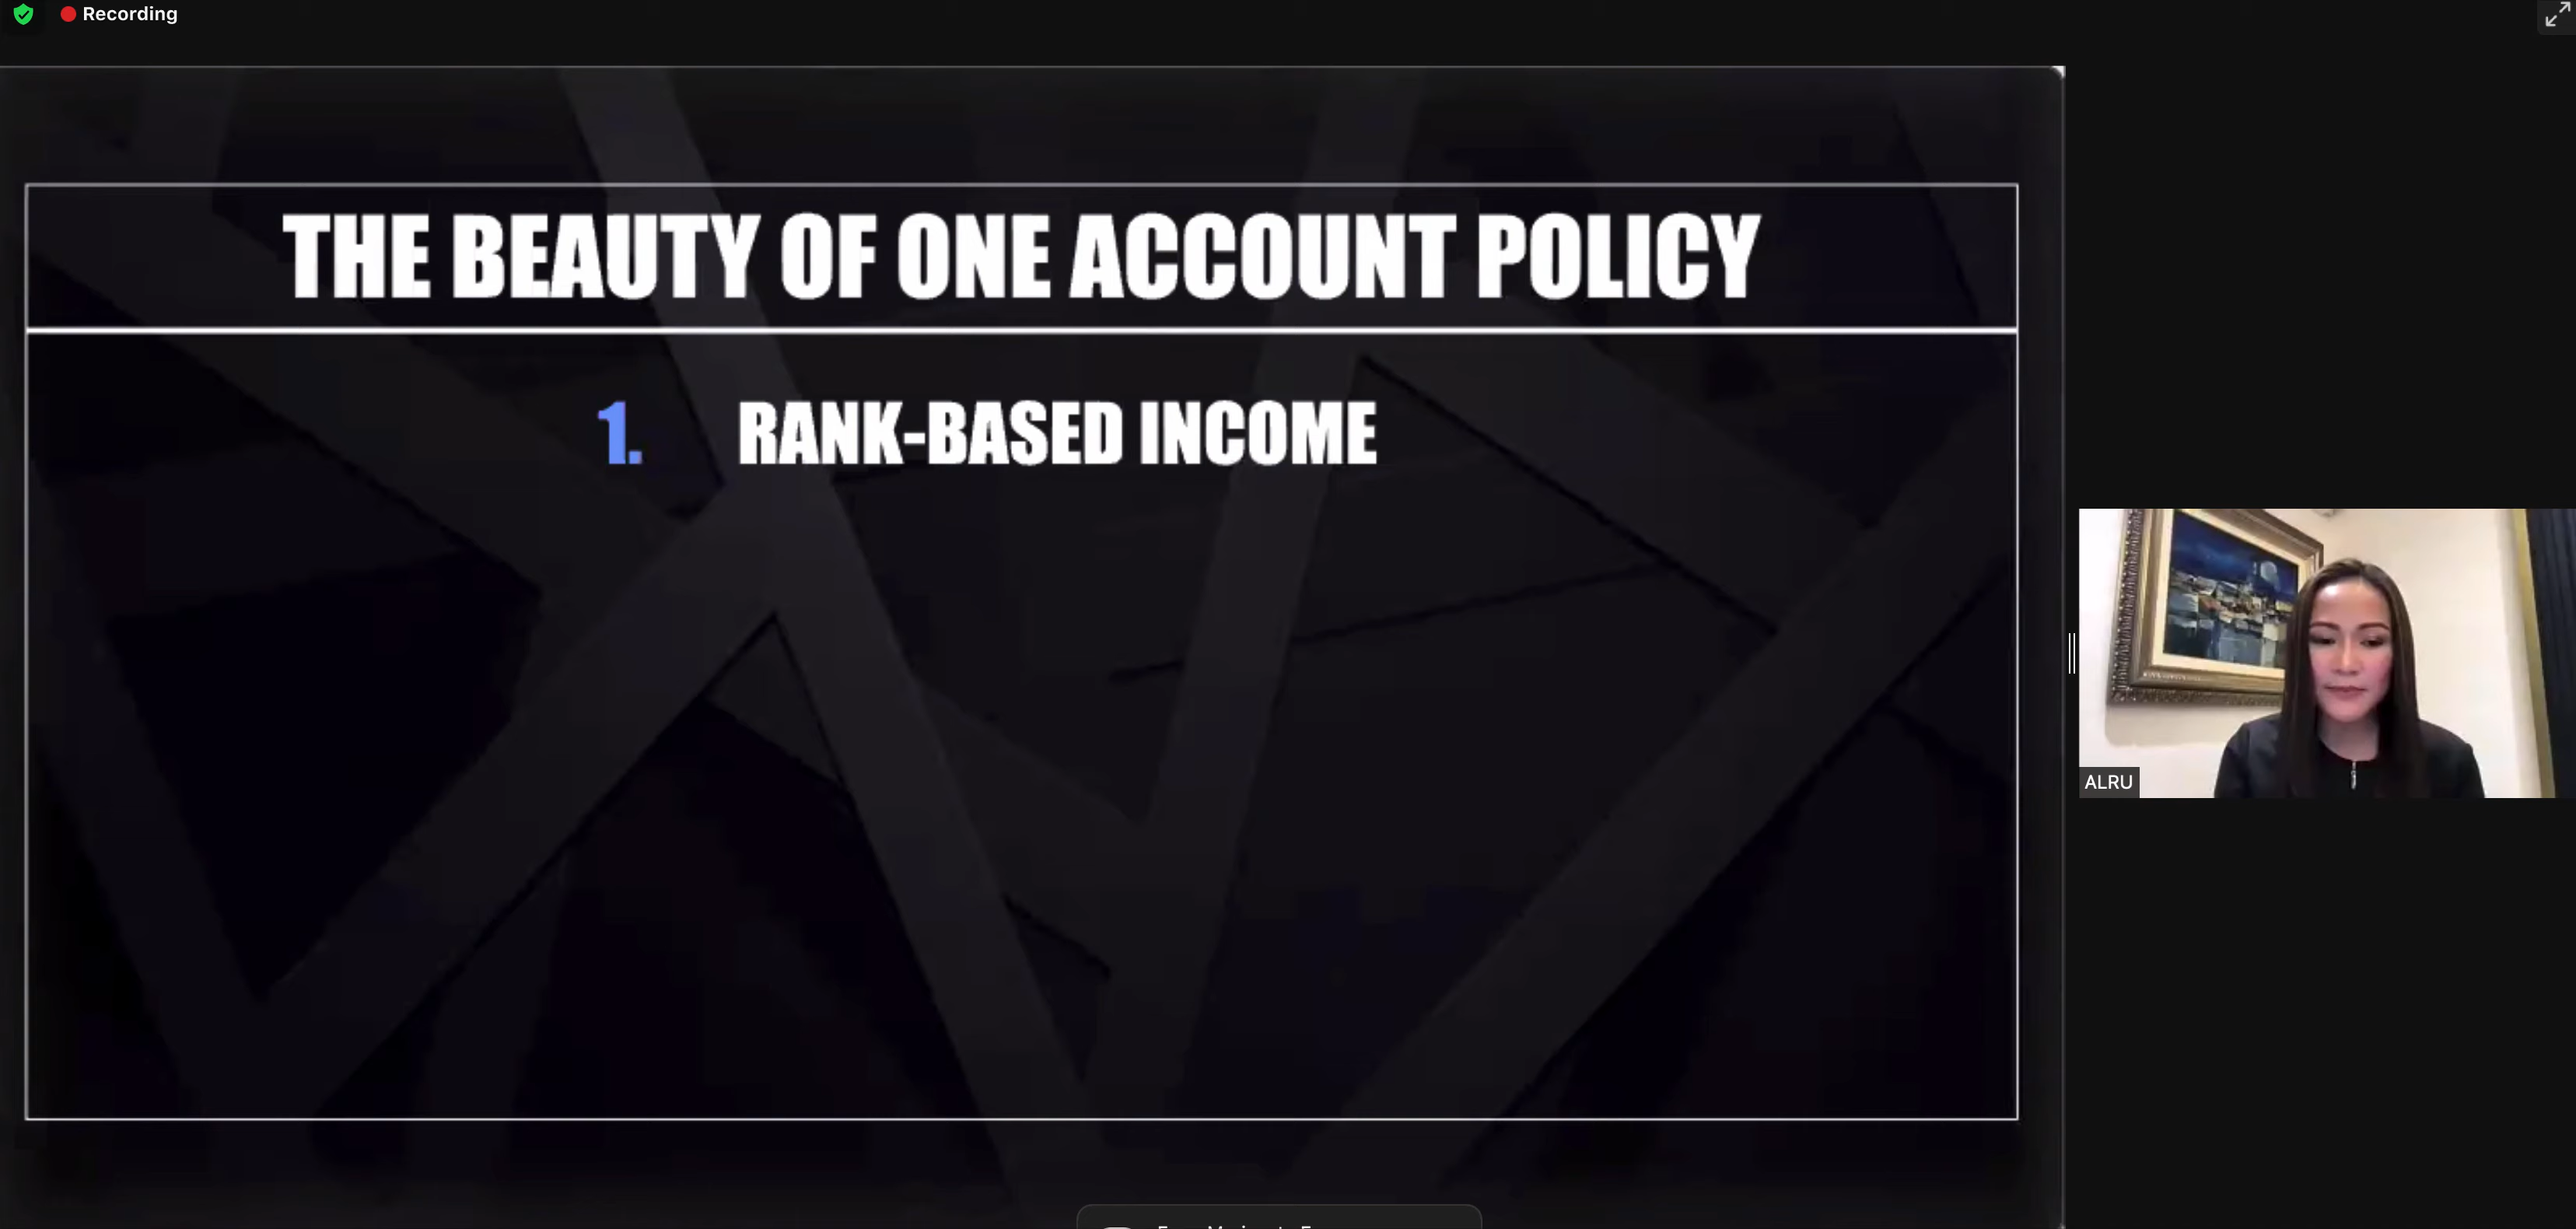 Recording
THE BEAUTY OF ONE ACCOUNT POLICY
1. RANK-BASED INCOME
ALRU